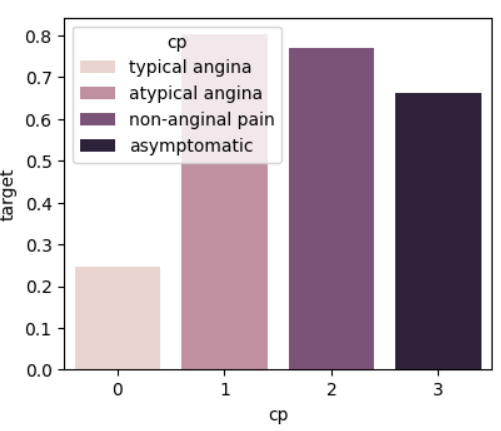 0.8
0.7
0.6
0.5
0.4
0.3
0.2
0.1
0.0
target
cp
typical angina
atypical angina
non-anginal pain
asymptomatic
0 1 2 3
cp